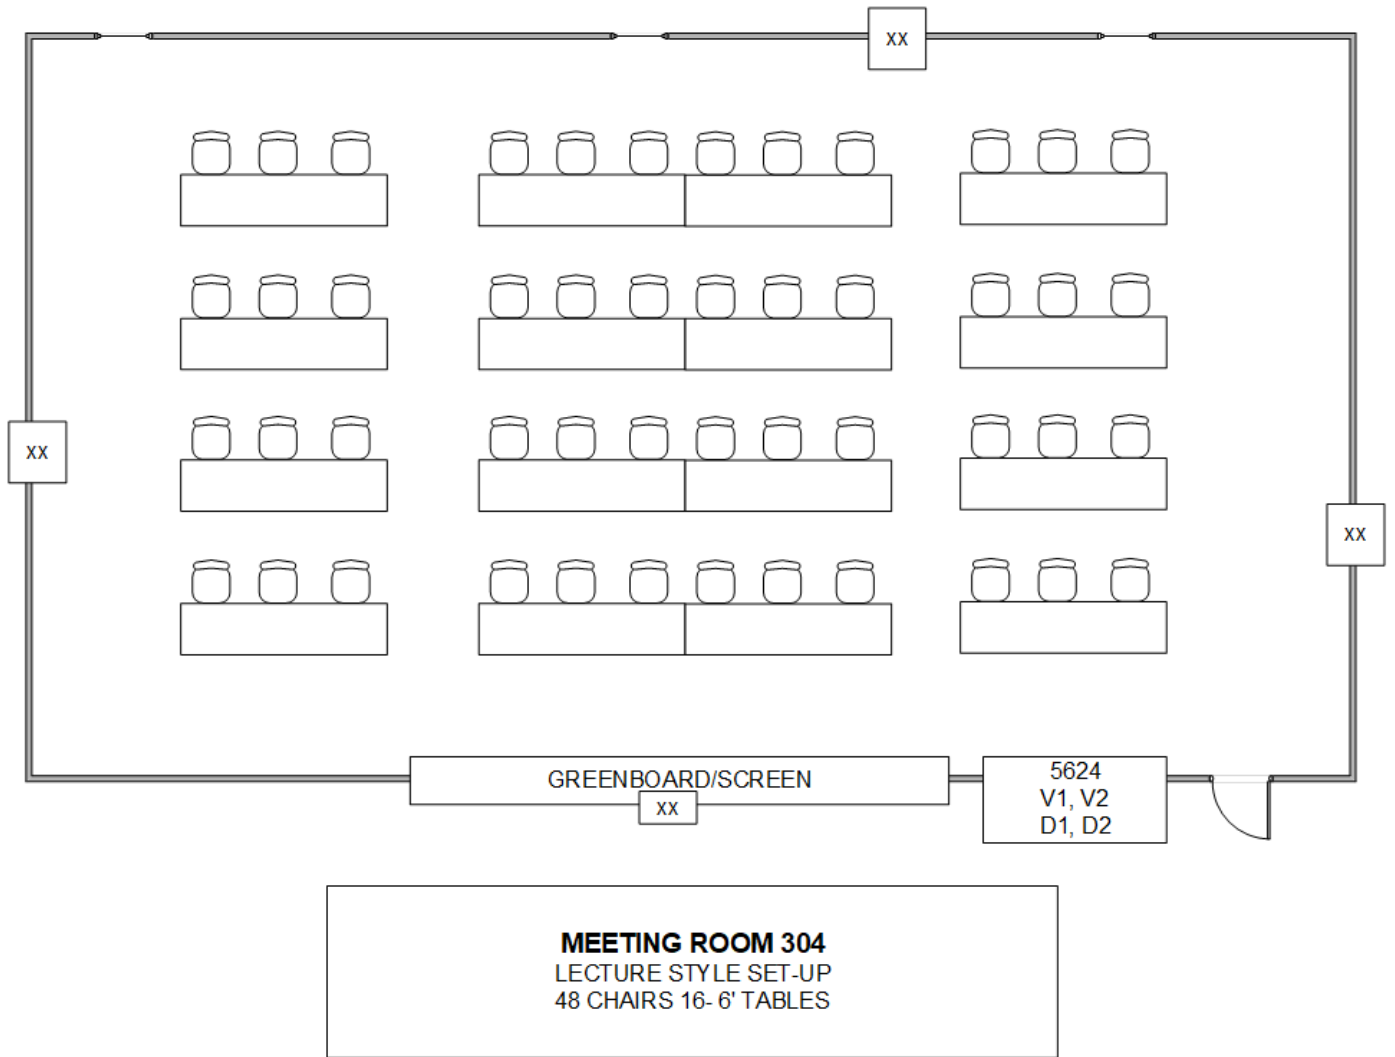 XX
XX
XX
GREENBOARD/SCREEN
XX
5624
V1, V2
D1, D2
MEETING ROOM 304
LECTURE STYLE SET-UP
48 CHAIRS 16- 6' TABLES